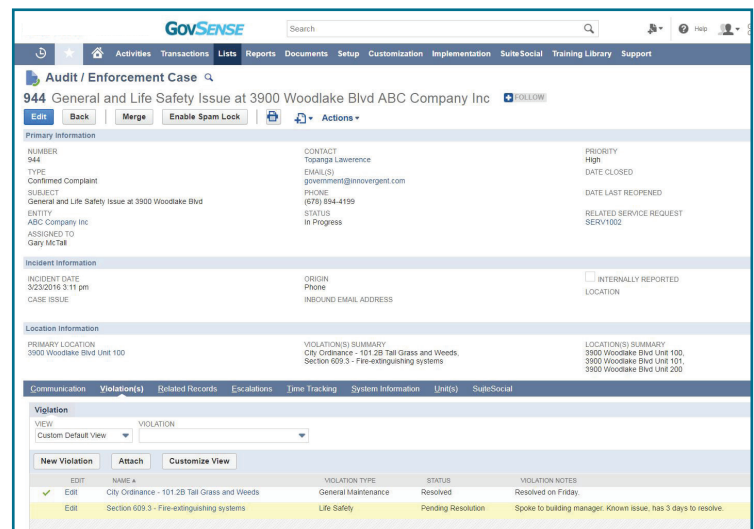 GOVSENSE
Search
Help
Activities Transactions Lists Reports Documents Setup Customization Implementation SuiteSocial Training Library Support
Audit / Enforcement Case
944 General and Life Safety Issue at 3900 Woodlake Blvd ABC Company Inc FOLLOW
Edit Back Merge Enable Spam Lock Actions
Primary Information
NUMBER CONTACT PRIORITY
944 Topanga Lawerence High
TYPE EMAIL(S) DATE CLOSED
Confirmed Complaint government@innovergent.com
SUBJECT PHONE DATE LAST REOPENED
General and Life Safety Issue at 3900 Woodlake Blvd (678) 894-4199
ENTITY STATUS RELATED SERVICE REQUEST
ABC Company Inc In Progress SERV1002
ASSIGNED TO
Gary McTall
Incident Information
INCIDENT DATE ORIGIN INTERNALLY REPORTED
3/23/2016 3:11 pm Phone
CASE ISSUE INBOUND EMAIL ADDRESS LOCATION
Location Information
PRIMARY LOCATION VIOLATION(S) SUMMARY LOCATION(S) SUMMARY
3900 Woodlake Blvd Unit 100 City Ordinance - 101.2B Tall Grass and Weeds, 3900 Woodlake Blvd Unit 100,
Section 609.3 - Fire-extinguishing systems 3900 Woodlake Blvd Unit 101,
3900 Woodlake Blvd Unit 200
Communication Violation(s) Related Records Escalations Time Tracking System Information Unit(s) SuiteSocial
Violation
VIEW VIOLATION
Custom Default View
New Violation Attach Customize View
EDIT NAME VIOLATION TYPE STATUS VIOLATION NOTES
Edit City Ordinance - 101.2B Tall Grass and Weeds General Maintenance Resolved Resolved on Friday.
Edit Section 609.3 - Fire-extinguishing systems Life Safety Pending Resolution Spoke to building manager. Known issue, has 3 days to resolve.